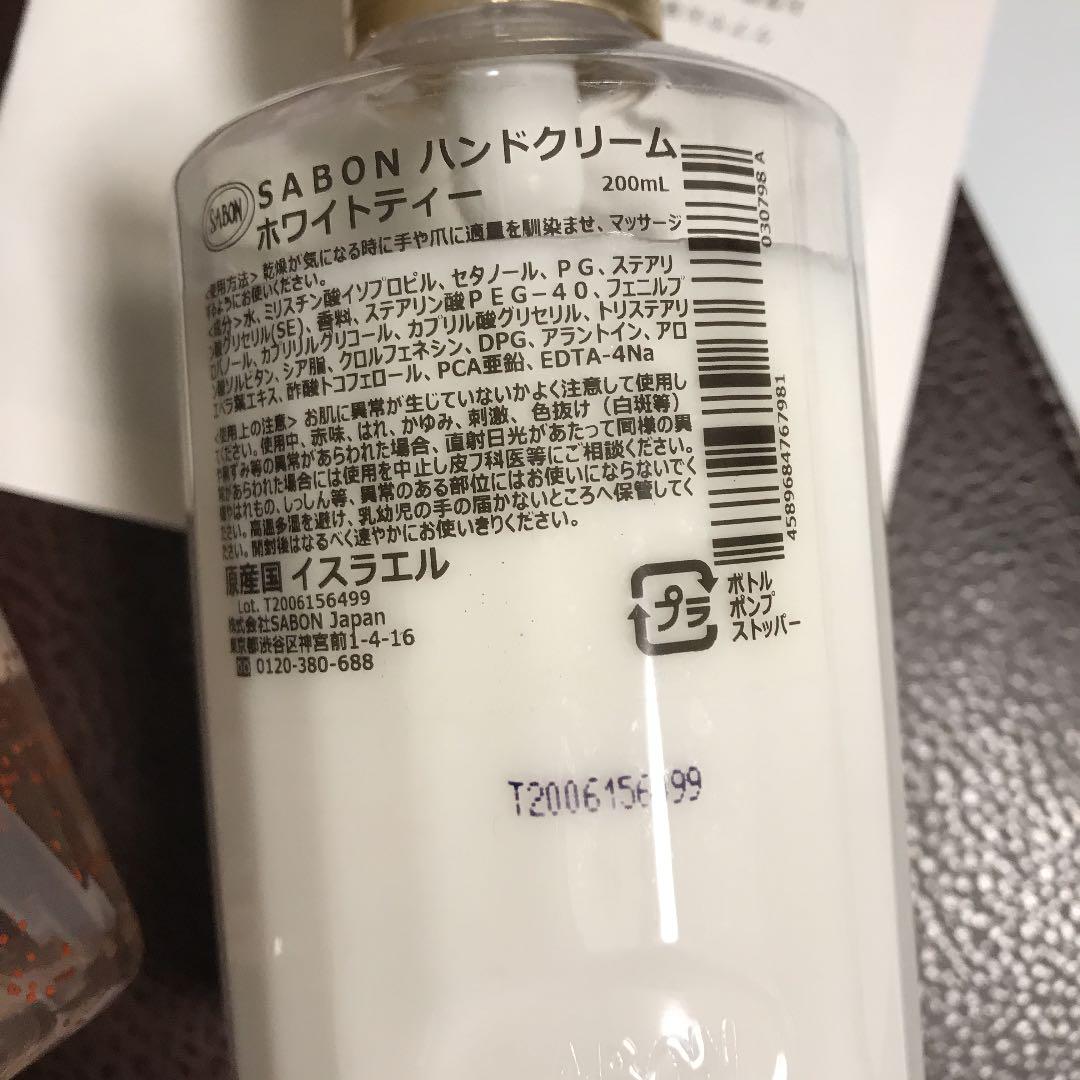 SABON ハンドクリーム
SABON
ホワイトティー
200mL
使用方法＞乾燥が気になる時に手や爪に適量を馴染ませ、マッサージ
るようにお使いください。
成分＞水、ミリスチン酸イソプロピル、セタノール、PG、ステアリ
ン酸グリセリル(SE)、香料、ステアリン酸PEG-40、フェニルプ
ロパノール、カプリリルグリコール、カプリル酸グリセリル、トリステアリ
ン酸ソルビタン、シア脂、クロルフェネシン、DPG、アラントイン、アロ
エベラ葉エキス、酢酸トコフェロール、PCA亜鉛、EDTA-4Na
使用上の注意＞お肌に異常が生じていないかよく注意して使用し
てください。使用中、赤味、はれ、かゆみ、刺激、色抜け（白斑等）
や黒ずみ等の異常があらわれた場合、直射日光があたって同様の異
常があらわれた場合には使用を中止し皮フ科医等にご相談ください。
傷やはれもの、しっしん等、異常のある部位にはお使いにならないでく
ださい。高温多湿を避け、乳幼児の手の届かないところへ保管してく
ださい。開封後はなるべく速やかにお使いきりください。
原産国 イスラエル
Lot. T2006156499
株式会社SABON Japan
東京都渋谷区神宮前1-4-16
0120-380-688
030798 A
4589684767981
プラ
ボトル
ポンプ
ストッパー
T2006156499